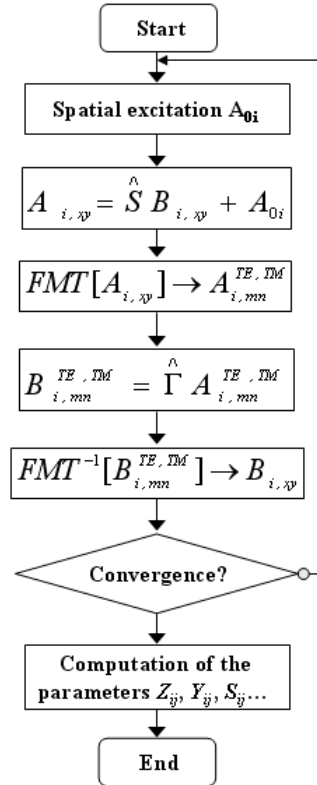 Start
Spatial excitation A₀ᵢ
A i,xy = Ŝ B i,xy + A₀ᵢ
FMT[A i,xy] → A i,mn ^TE,TM
B i,mn ^TE,TM = Γ̂ A i,mn ^TE,TM
FMT⁻¹[B i,mn ^TE,TM] → B i,xy
Convergence?
Computation of the
parameters Zij, Yij, Sij...
End